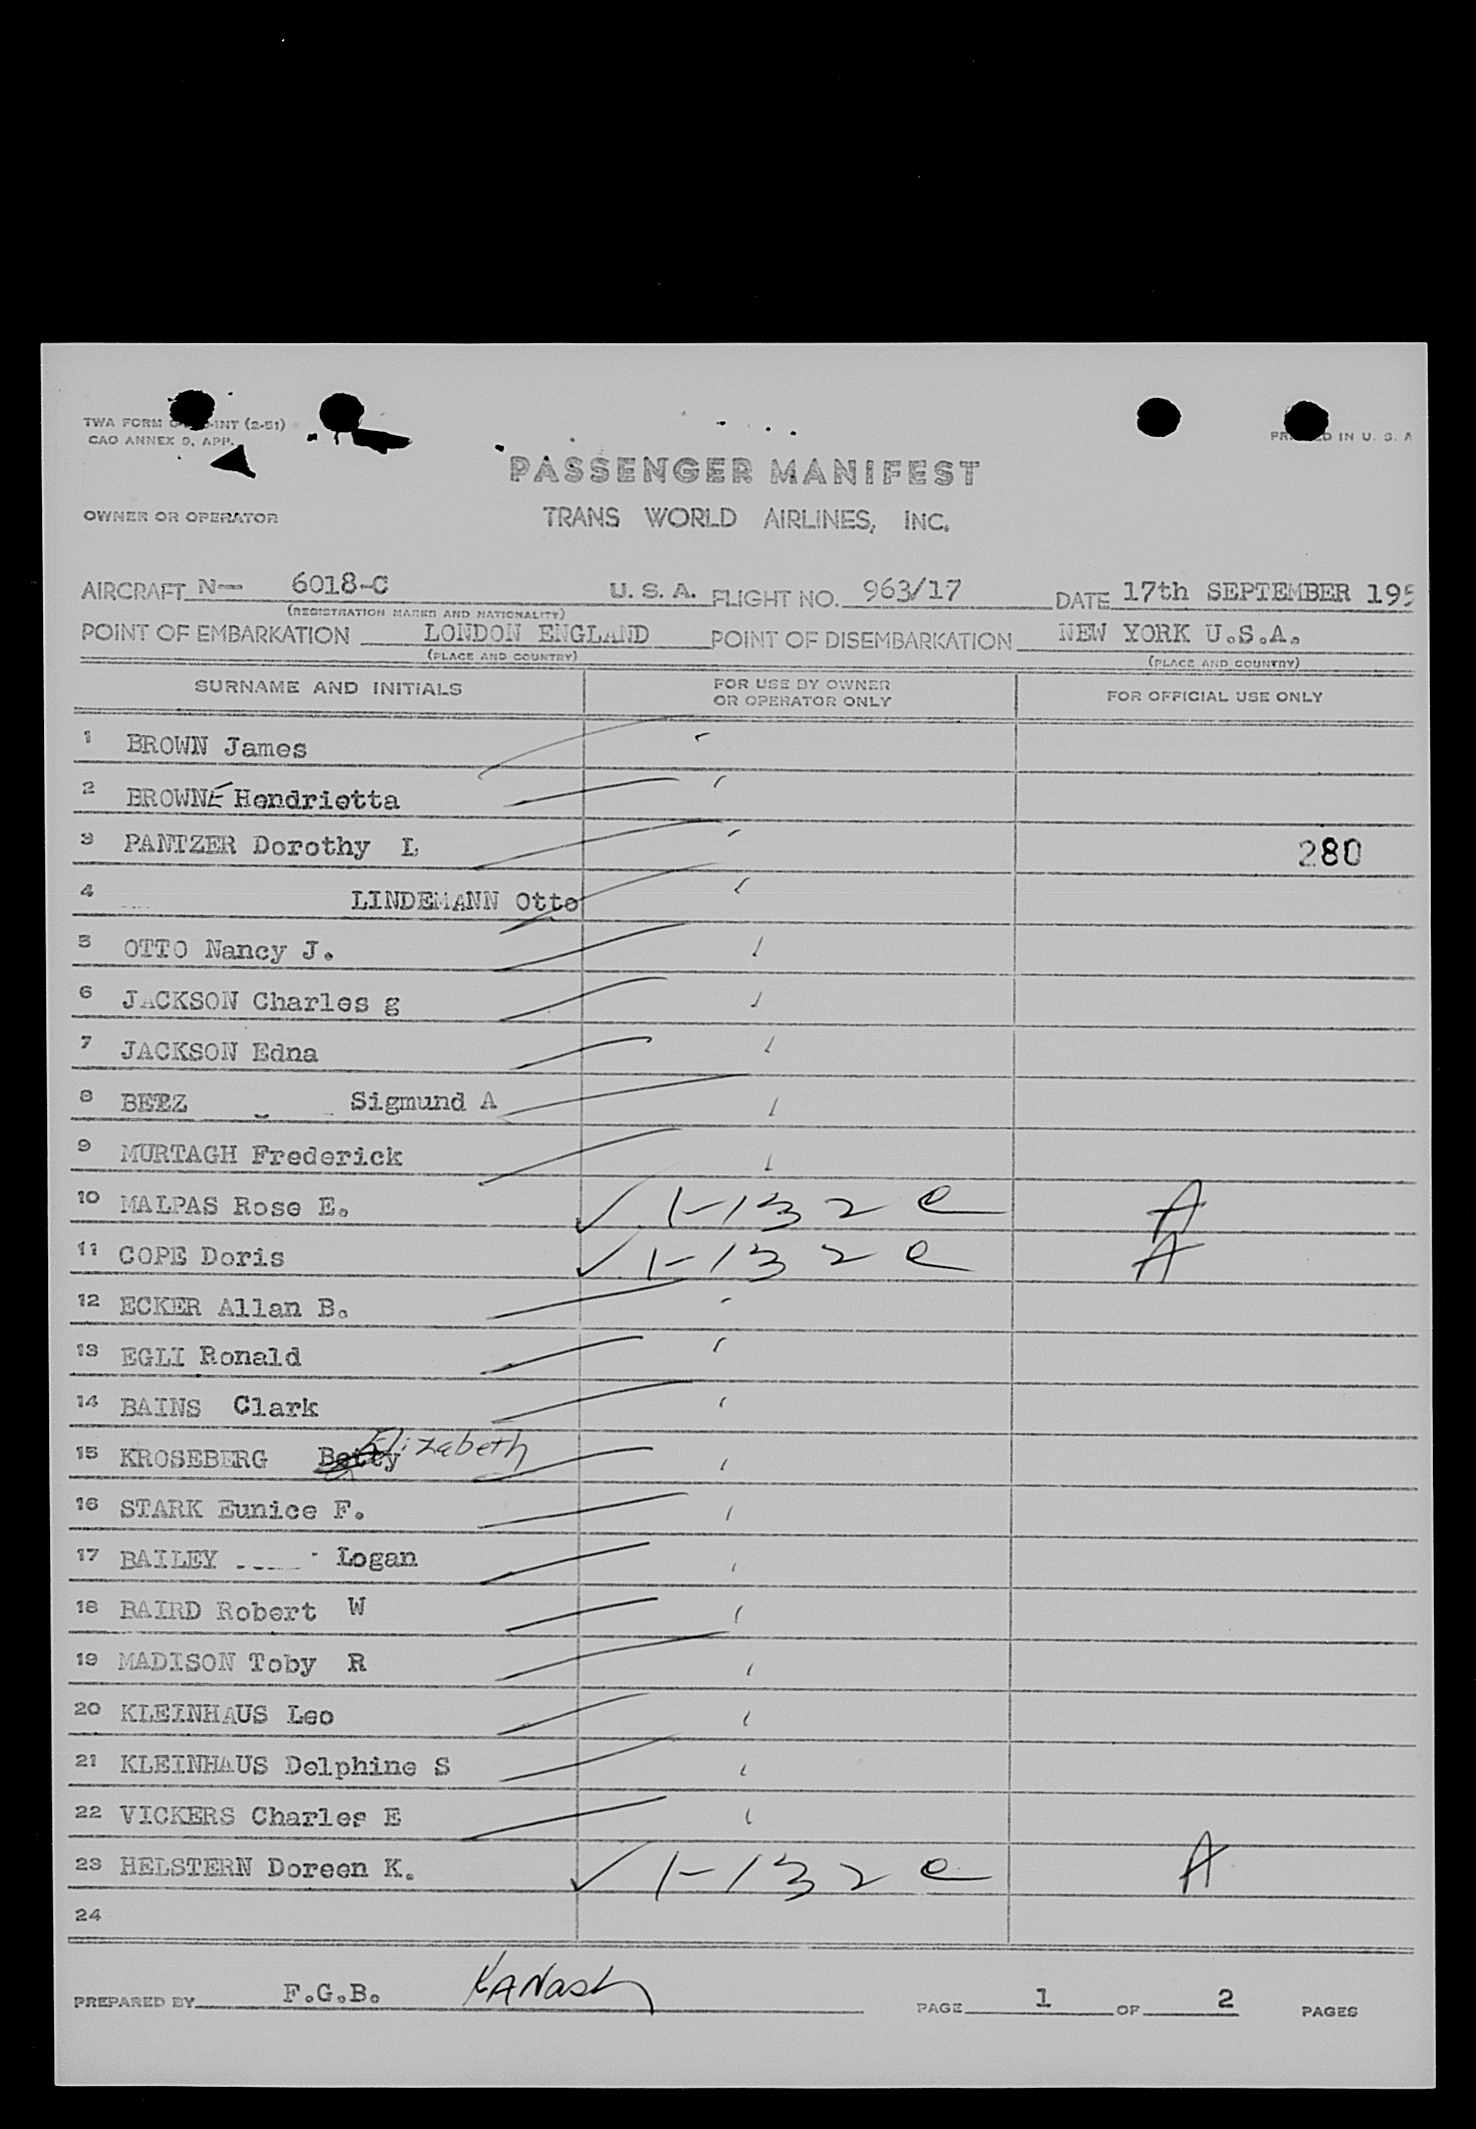 TWA FORM INT (2-51)
CAO ANNEX 9, APP.
IN U. S. A
PASSENGER MANIFEST
OWNER OR OPERATOR TRANS WORLD AIRLINES, INC.
AIRCRAFT N- 6018-C U. S. A. FLIGHT NO. 963/17 DATE 17th SEPTEMBER 195
(REGISTRATION MARKS AND NATIONALITY)
POINT OF EMBARKATION LONDON ENGLAND POINT OF DISEMBARKATION NEW YORK U.S.A.
(PLACE AND COUNTRY) (PLACE AND COUNTRY)
SURNAME AND INITIALS FOR USE BY OWNER OR OPERATOR ONLY FOR OFFICIAL USE ONLY
1 BROWN James
2 BROWNE Hendrietta
3 PANTZER Dorothy L 280
4 LINDEMANN Otto
5 OTTO Nancy J.
6 JACKSON Charles g
7 JACKSON Edna
8 BEEZ Sigmund A
9 MURTAGH Frederick
10 MALPAS Rose E. ✓ 1-132 e A
11 COPE Doris ✓ 1-132 e A
12 ECKER Allan B.
13 EGLI Ronald
14 BAINS Clark
15 KROSEBERG Betty Elizabeth
16 STARK Eunice F.
17 BAILEY Logan
18 BAIRD Robert W
19 MADISON Toby R
20 KLEINHAUS Leo
21 KLEINHAUS Delphine S
22 VICKERS Charles E
23 HELSTERN Doreen K. ✓ 1-132 e A
24
PREPARED BY F.G.B. KANash PAGE 1 OF 2 PAGES